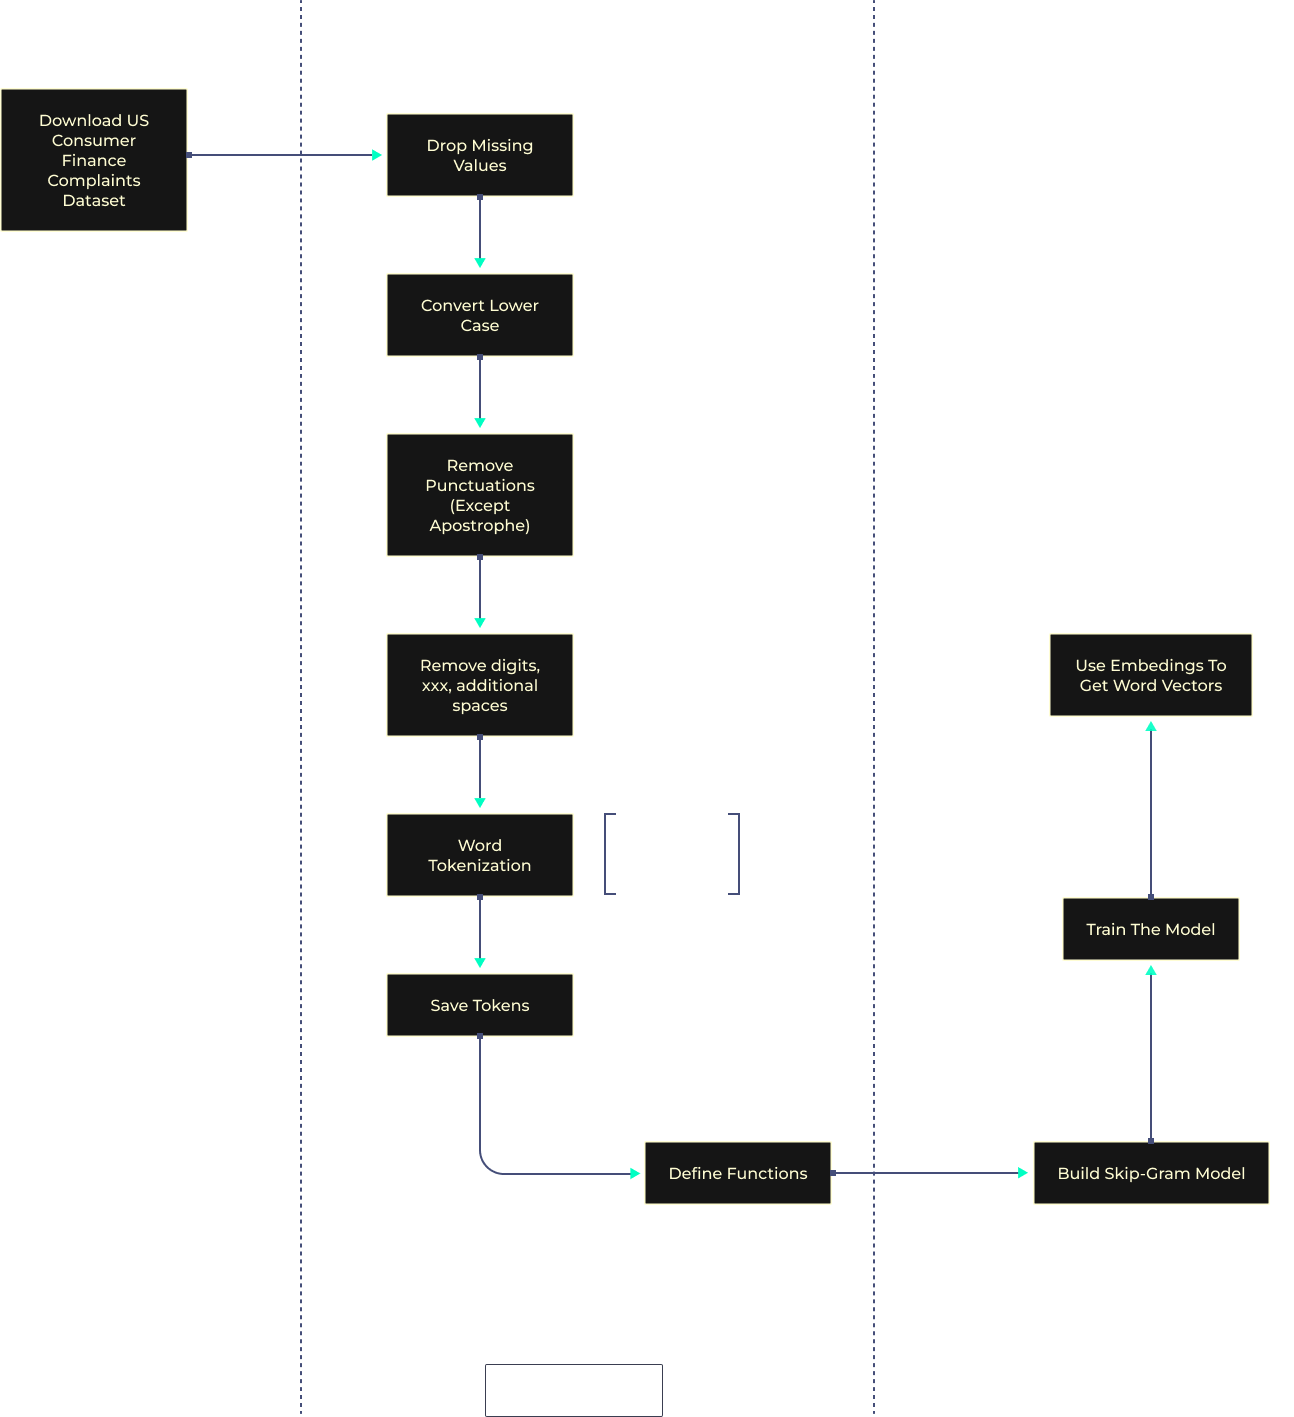 Download US
Consumer
Finance
Complaints
Dataset
Drop Missing
Values
Convert Lower
Case
Remove
Punctuations
(Except
Apostrophe)
Remove digits,
xxx, additional
spaces
Word
Tokenization
Save Tokens
Define Functions
Build Skip-Gram Model
Train The Model
Use Embedings To
Get Word Vectors